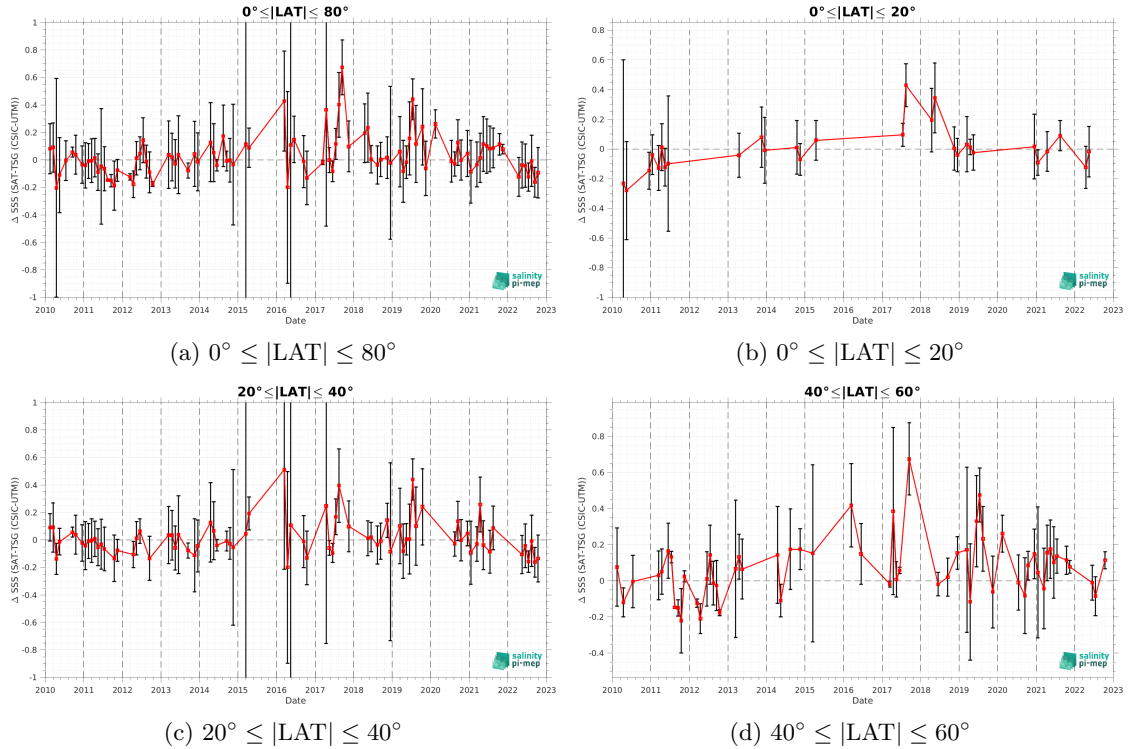 0°≤|LAT|≤ 80°
Δ SSS (SAT-TSG (CSIC-UTM))
1
0.8
0.6
0.4
0.2
0
-0.2
-0.4
-0.6
-0.8
-1
2010 2011 2012 2013 2014 2015 2016 2017 2018 2019 2020 2021 2022 2023
Date
salinity
pi-mep
(a) 0° ≤ |LAT| ≤ 80°
0°≤|LAT|≤ 20°
Δ SSS (SAT-TSG (CSIC-UTM))
0.8
0.6
0.4
0.2
0
-0.2
-0.4
-0.6
-0.8
-1
2010 2011 2012 2013 2014 2015 2016 2017 2018 2019 2020 2021 2022 2023
Date
salinity
pi-mep
(b) 0° ≤ |LAT| ≤ 20°
20°≤|LAT|≤ 40°
Δ SSS (SAT-TSG (CSIC-UTM))
1
0.8
0.6
0.4
0.2
0
-0.2
-0.4
-0.6
-0.8
-1
2010 2011 2012 2013 2014 2015 2016 2017 2018 2019 2020 2021 2022 2023
Date
salinity
pi-mep
(c) 20° ≤ |LAT| ≤ 40°
40°≤|LAT|≤ 60°
Δ SSS (SAT-TSG (CSIC-UTM))
0.8
0.6
0.4
0.2
0
-0.2
-0.4
2010 2011 2012 2013 2014 2015 2016 2017 2018 2019 2020 2021 2022 2023
Date
salinity
pi-mep
(d) 40° ≤ |LAT| ≤ 60°